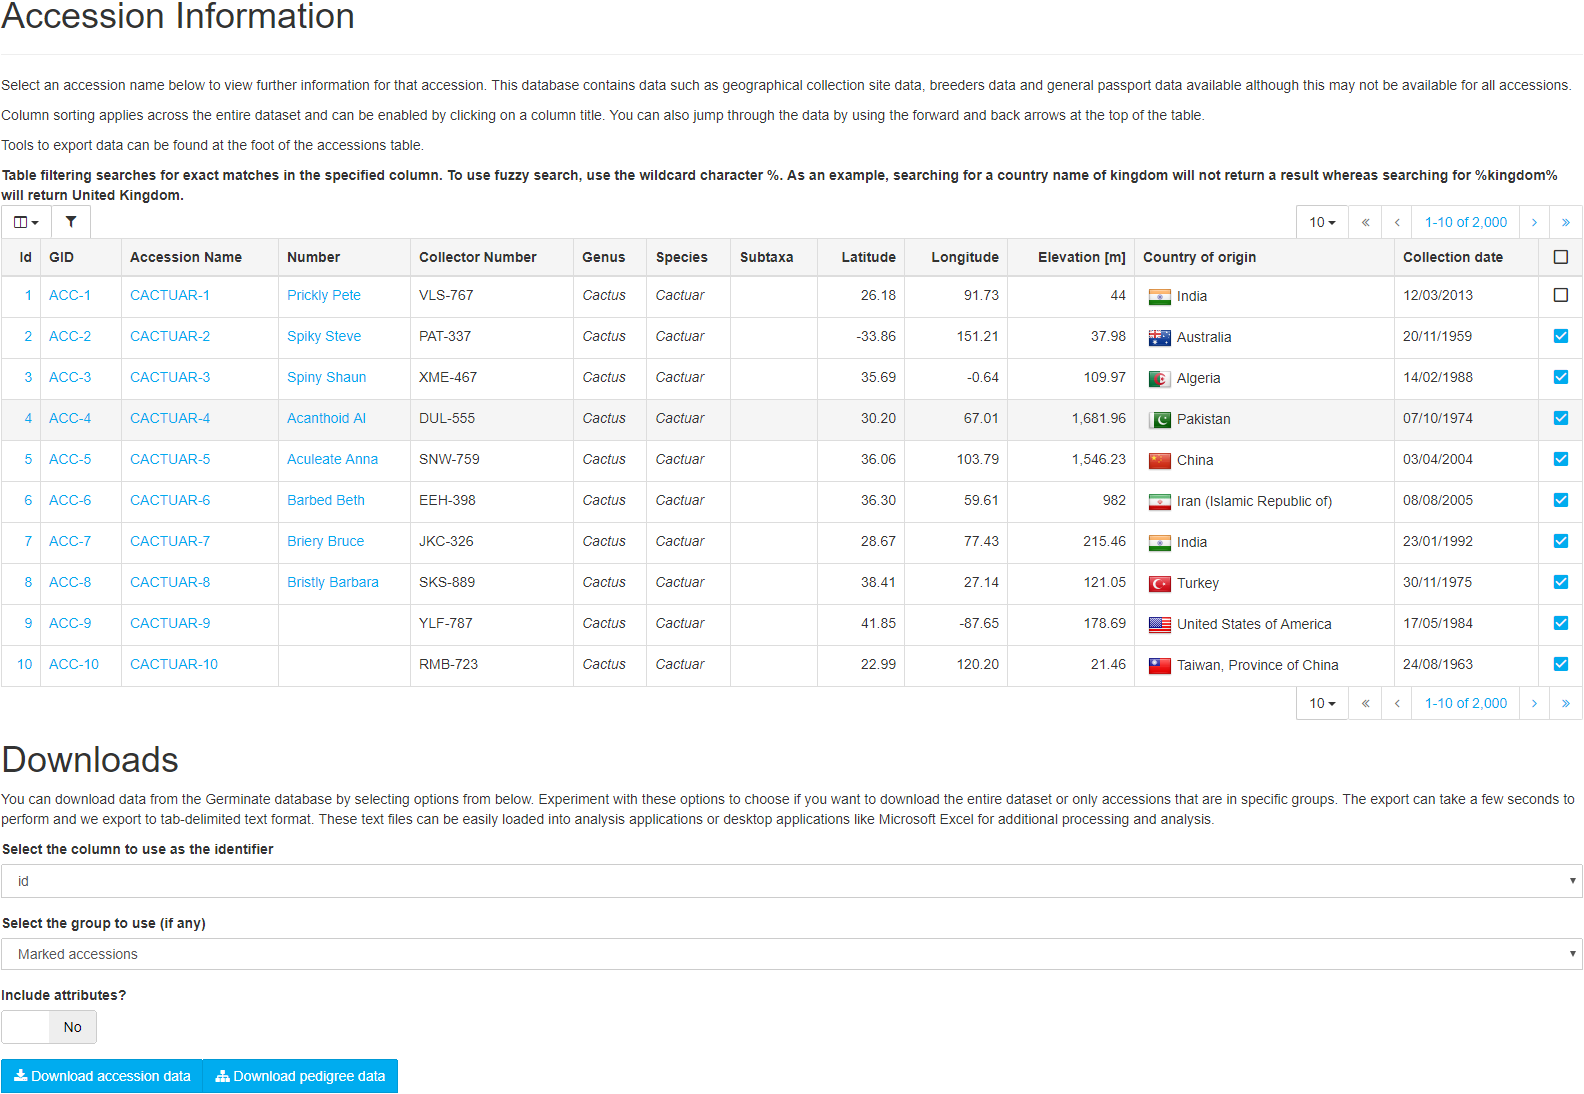 Accession Information
Select an accession name below to view further information for that accession. This database contains data such as geographical collection site data, breeders data and general passport data available although this may not be available for all accessions.
Column sorting applies across the entire dataset and can be enabled by clicking on a column title. You can also jump through the data by using the forward and back arrows at the top of the table.
Tools to export data can be found at the foot of the accessions table.
Table filtering searches for exact matches in the specified column. To use fuzzy search, use the wildcard character %. As an example, searching for a country name of kingdom will not return a result whereas searching for %kingdom%
will return United Kingdom.
10 « ‹ 1-10 of 2,000 › »
Id GID Accession Name Number Collector Number Genus Species Subtaxa Latitude Longitude Elevation [m] Country of origin Collection date
1 ACC-1 CACTUAR-1 Prickly Pete VLS-767 Cactus Cactuar 26.18 91.73 44 India 12/03/2013
2 ACC-2 CACTUAR-2 Spiky Steve PAT-337 Cactus Cactuar -33.86 151.21 37.98 Australia 20/11/1959
3 ACC-3 CACTUAR-3 Spiny Shaun XME-467 Cactus Cactuar 35.69 -0.64 109.97 Algeria 14/02/1988
4 ACC-4 CACTUAR-4 Acanthoid Al DUL-555 Cactus Cactuar 30.20 67.01 1,681.96 Pakistan 07/10/1974
5 ACC-5 CACTUAR-5 Aculeate Anna SNW-759 Cactus Cactuar 36.06 103.79 1,546.23 China 03/04/2004
6 ACC-6 CACTUAR-6 Barbed Beth EEH-398 Cactus Cactuar 36.30 59.61 982 Iran (Islamic Republic of) 08/08/2005
7 ACC-7 CACTUAR-7 Briery Bruce JKC-326 Cactus Cactuar 28.67 77.43 215.46 India 23/01/1992
8 ACC-8 CACTUAR-8 Bristly Barbara SKS-889 Cactus Cactuar 38.41 27.14 121.05 Turkey 30/11/1975
9 ACC-9 CACTUAR-9 YLF-787 Cactus Cactuar 41.85 -87.65 178.69 United States of America 17/05/1984
10 ACC-10 CACTUAR-10 RMB-723 Cactus Cactuar 22.99 120.20 21.46 Taiwan, Province of China 24/08/1963
10 « ‹ 1-10 of 2,000 › »
Downloads
You can download data from the Germinate database by selecting options from below. Experiment with these options to choose if you want to download the entire dataset or only accessions that are in specific groups. The export can take a few seconds to
perform and we export to tab-delimited text format. These text files can be easily loaded into analysis applications or desktop applications like Microsoft Excel for additional processing and analysis.
Select the column to use as the identifier
id
Select the group to use (if any)
Marked accessions
Include attributes?
No
Download accession data Download pedigree data